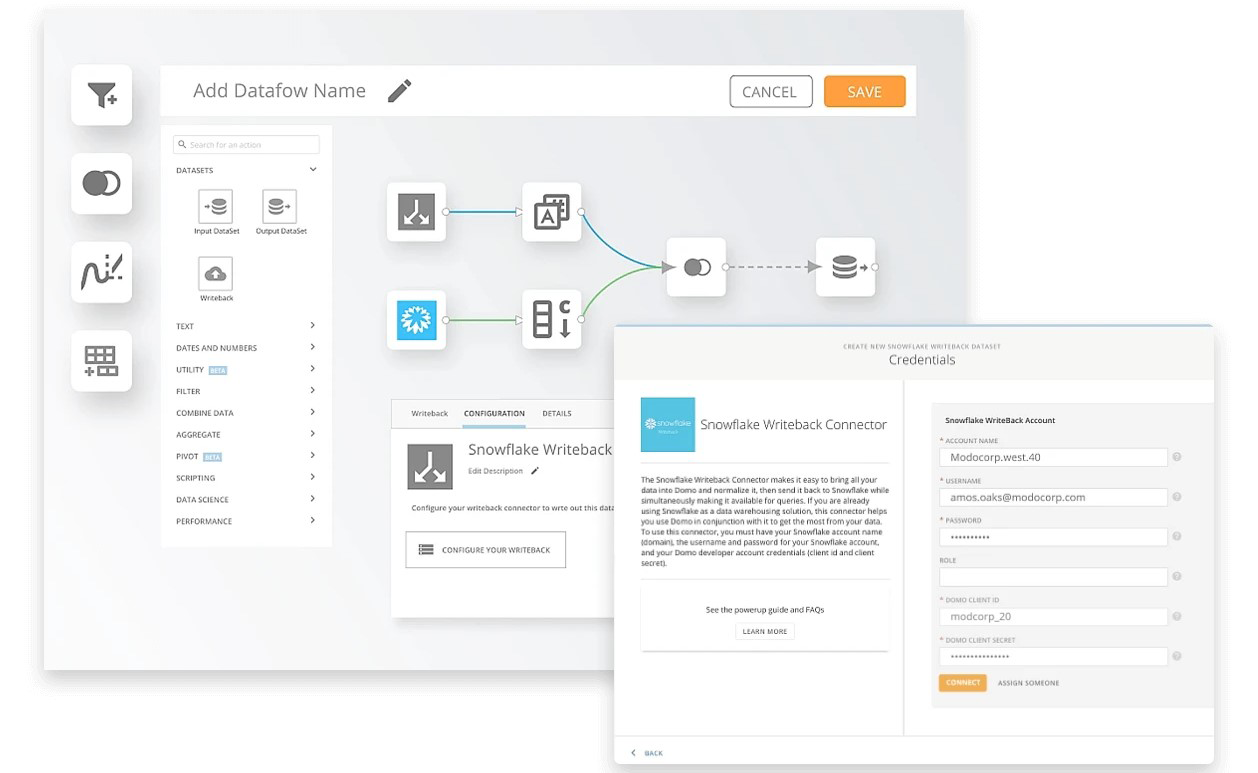 Add Datafow Name
CANCEL
SAVE
Search for an action
DATASETS
Input DataSet
Output DataSet
Writeback
TEXT
DATES AND NUMBERS
UTILITY BETA
FILTER
COMBINE DATA
AGGREGATE
PIVOT BETA
SCRIPTING
DATA SCIENCE
PERFORMANCE
A
C
Writeback
CONFIGURATION
DETAILS
Snowflake Writeback
Edit Description
Configure your writeback connector to wrte out this data
CONFIGURE YOUR WRITEBACK
CREATE NEW SNOWFLAKE WRITEBACK DATASET
Credentials
snowflake
Writeback
Snowflake Writeback Connector
The Snowflake Writeback Connector makes it easy to bring all your
data into Domo and normalize it, then send it back to Snowflake while
simultaneously making it available for queries. If you are already
using Snowflake as a data warehousing solution, this connector helps
you use Domo in conjunction with it to get the most from your data.
To use this connector, you must have your Snowflake account name
(domain), the username and password for your Snowflake account,
and your Domo developer account credentials (client id and client
secret).
See the powerup guide and FAQs
LEARN MORE
Snowflake WriteBack Account
* ACCOUNT NAME
Modocorp.west.40
* USERNAME
amos.oaks@modocorp.com
* PASSWORD
••••••••••
ROLE
* DOMO CLIENT ID
modcorp_20
* DOMO CLIENT SECRET
•••••••••••••••
CONNECT
ASSIGN SOMEONE
BACK